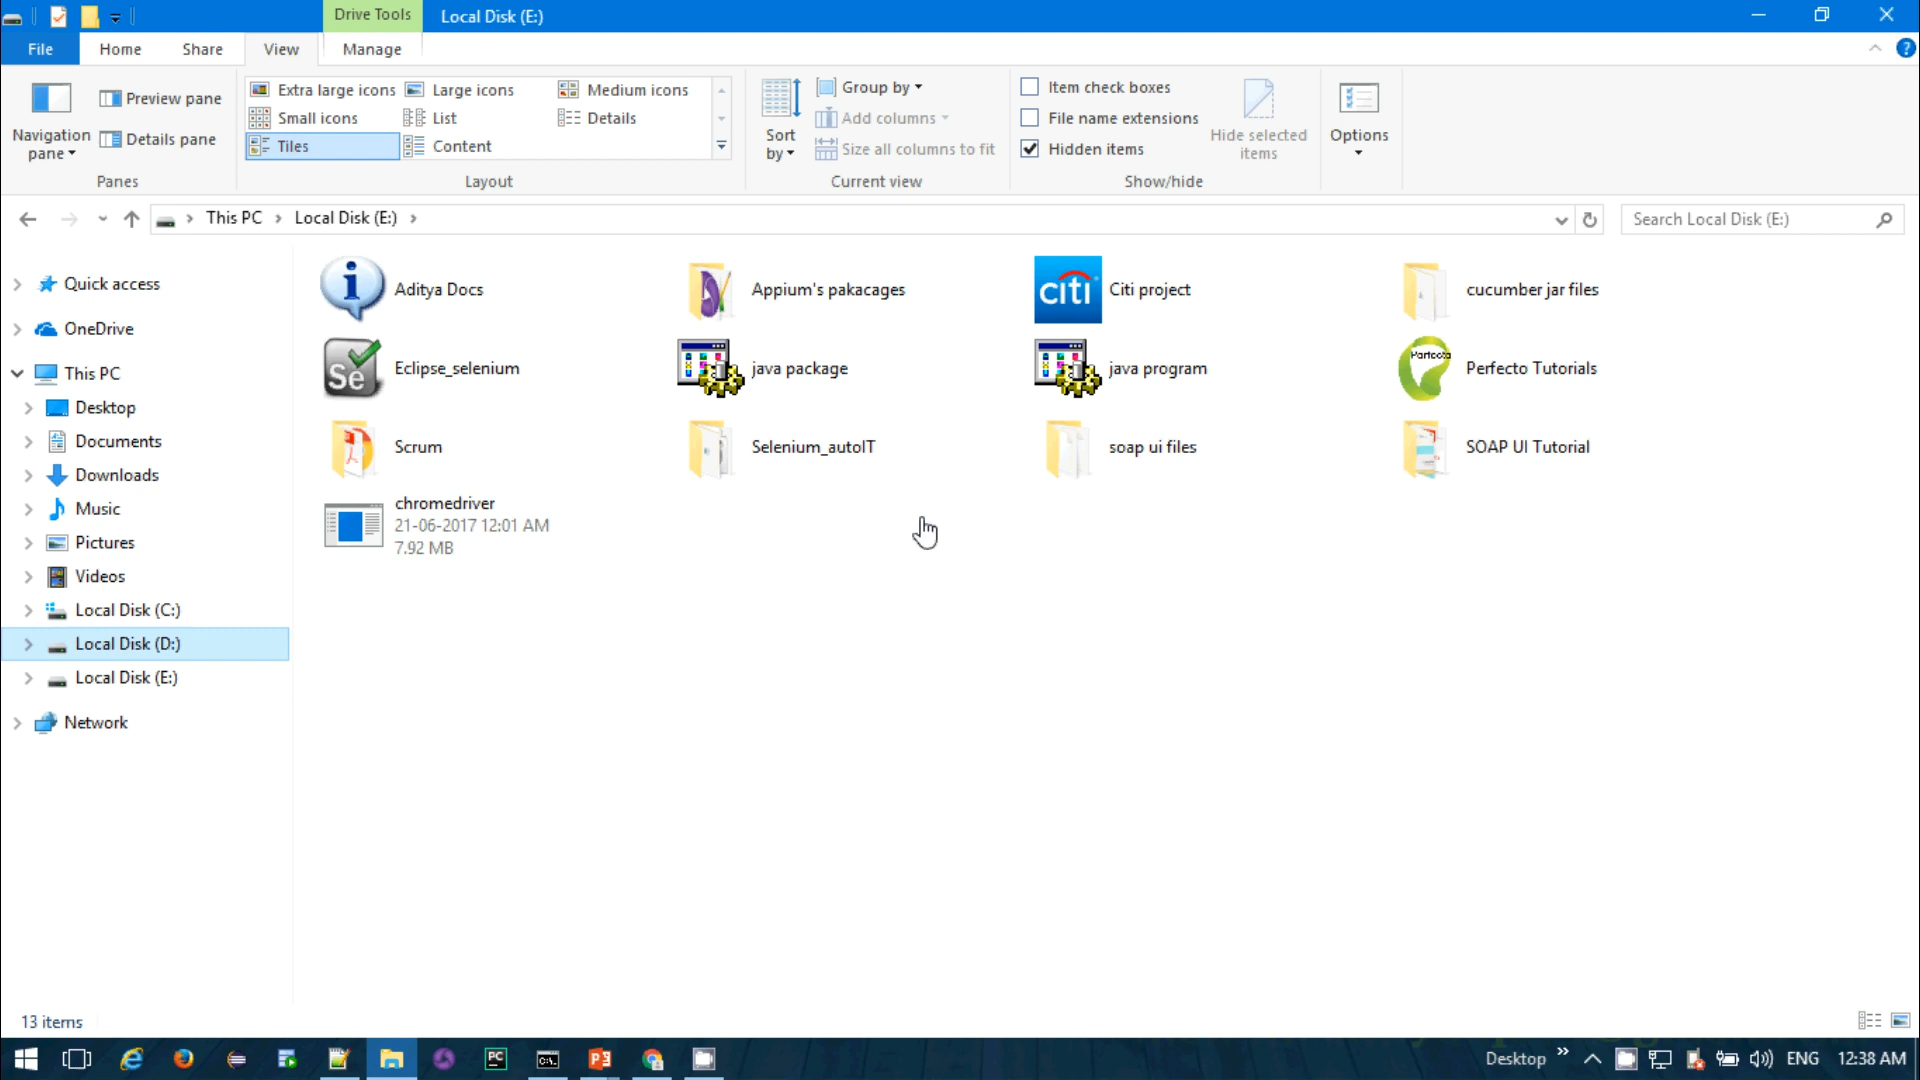 Drive Tools
Local Disk (E:)
File
Home
Share
View
Manage
Navigation pane
Preview pane
Details pane
Panes
Extra large icons
Large icons
Medium icons
Small icons
List
Details
Tiles
Content
Layout
Sort by
Group by
Add columns
Size all columns to fit
Current view
Item check boxes
File name extensions
Hidden items
Hide selected items
Show/hide
Options
This PC
Local Disk (E:)
Search Local Disk (E:)
Quick access
OneDrive
This PC
Desktop
Documents
Downloads
Music
Pictures
Videos
Local Disk (C:)
Local Disk (D:)
Local Disk (E:)
Network
Aditya Docs
Appium's pakacages
citi
Citi project
cucumber jar files
Se
Eclipse_selenium
java package
java program
Perfecto
Perfecto Tutorials
Scrum
Selenium_autoIT
soap ui files
SOAP UI Tutorial
chromedriver
21-06-2017 12:01 AM
7.92 MB
13 items
PC
C:\.
Desktop
ENG
12:38 AM